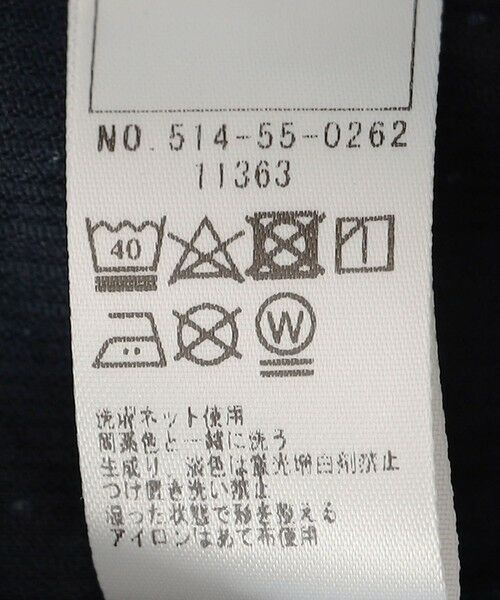 NO. 514-55-0262
11363
40
W
洗濯ネット使用
同系色と一緒に洗う
生成り、淡色は蛍光増白剤禁止
つけ置き洗い禁止
湿った状態で形を整える
アイロンはあて布使用